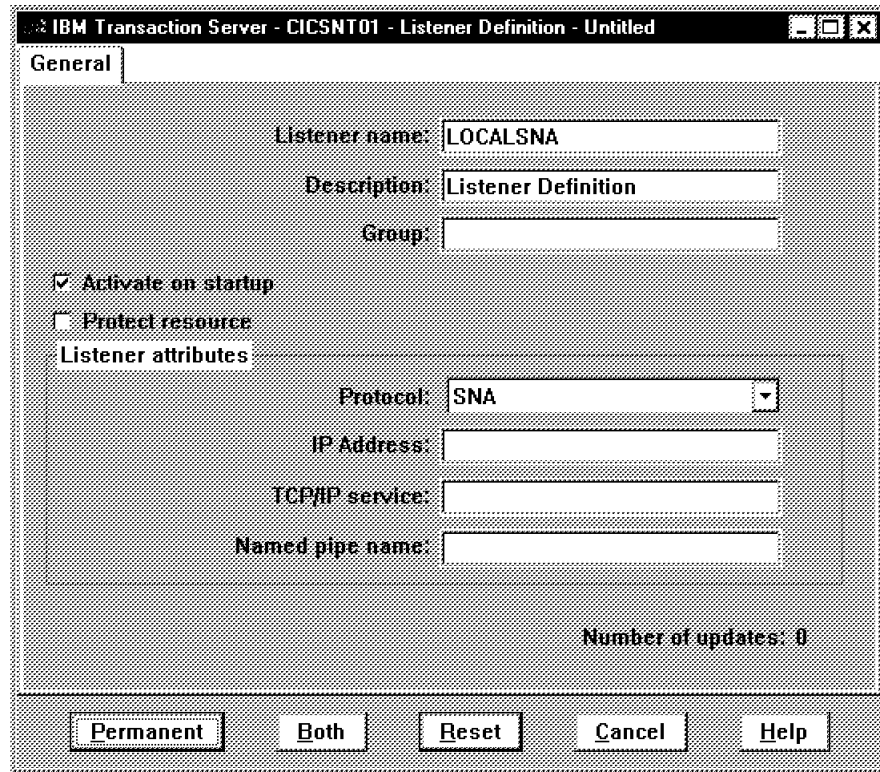 IBM Transaction Server - CICSNT01 - Listener Definition - Untitled
General
Listener name: LOCALSNA
Description: Listener Definition
Group:
Activate on startup
Protect resource
Listener attributes
Protocol: SNA
IP Address:
TCP/IP service:
Named pipe name:
Number of updates: 0
Permanent Both Reset Cancel Help